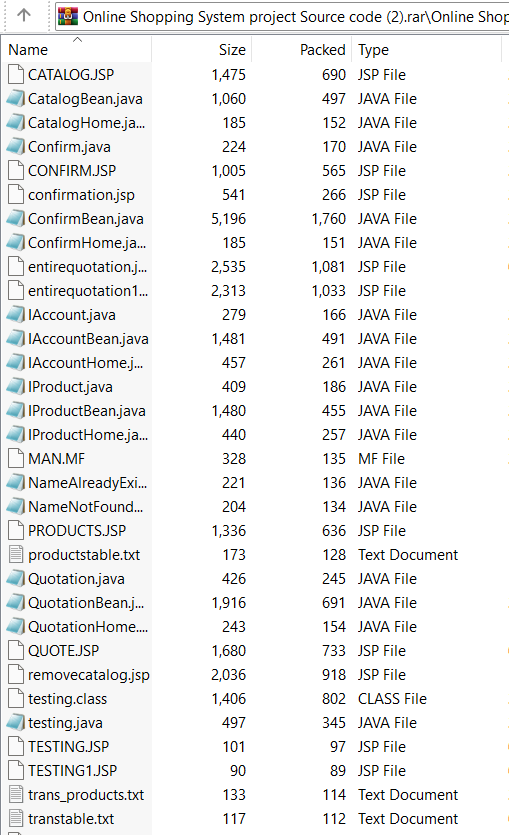 Online Shopping System project Source code (2).rar\Online Shop
Name Size Packed Type
CATALOG.JSP 1,475 690 JSP File
CatalogBean.java 1,060 497 JAVA File
CatalogHome.ja... 185 152 JAVA File
Confirm.java 224 170 JAVA File
CONFIRM.JSP 1,005 565 JSP File
confirmation.jsp 541 266 JSP File
ConfirmBean.java 5,196 1,760 JAVA File
ConfirmHome.ja... 185 151 JAVA File
entirequotation.j... 2,535 1,081 JSP File
entirequotation1... 2,313 1,033 JSP File
IAccount.java 279 166 JAVA File
IAccountBean.java 1,481 491 JAVA File
IAccountHome.j... 457 261 JAVA File
IProduct.java 409 186 JAVA File
IProductBean.java 1,480 455 JAVA File
IProductHome.ja... 440 257 JAVA File
MAN.MF 328 135 MF File
NameAlreadyExi... 221 136 JAVA File
NameNotFound... 204 134 JAVA File
PRODUCTS.JSP 1,336 636 JSP File
productstable.txt 173 128 Text Document
Quotation.java 426 245 JAVA File
QuotationBean.j... 1,916 691 JAVA File
QuotationHome.... 243 154 JAVA File
QUOTE.JSP 1,680 733 JSP File
removecatalog.jsp 2,036 918 JSP File
testing.class 1,406 802 CLASS File
testing.java 497 345 JAVA File
TESTING.JSP 101 97 JSP File
TESTING1.JSP 90 89 JSP File
trans_products.txt 133 114 Text Document
transtable.txt 117 112 Text Document